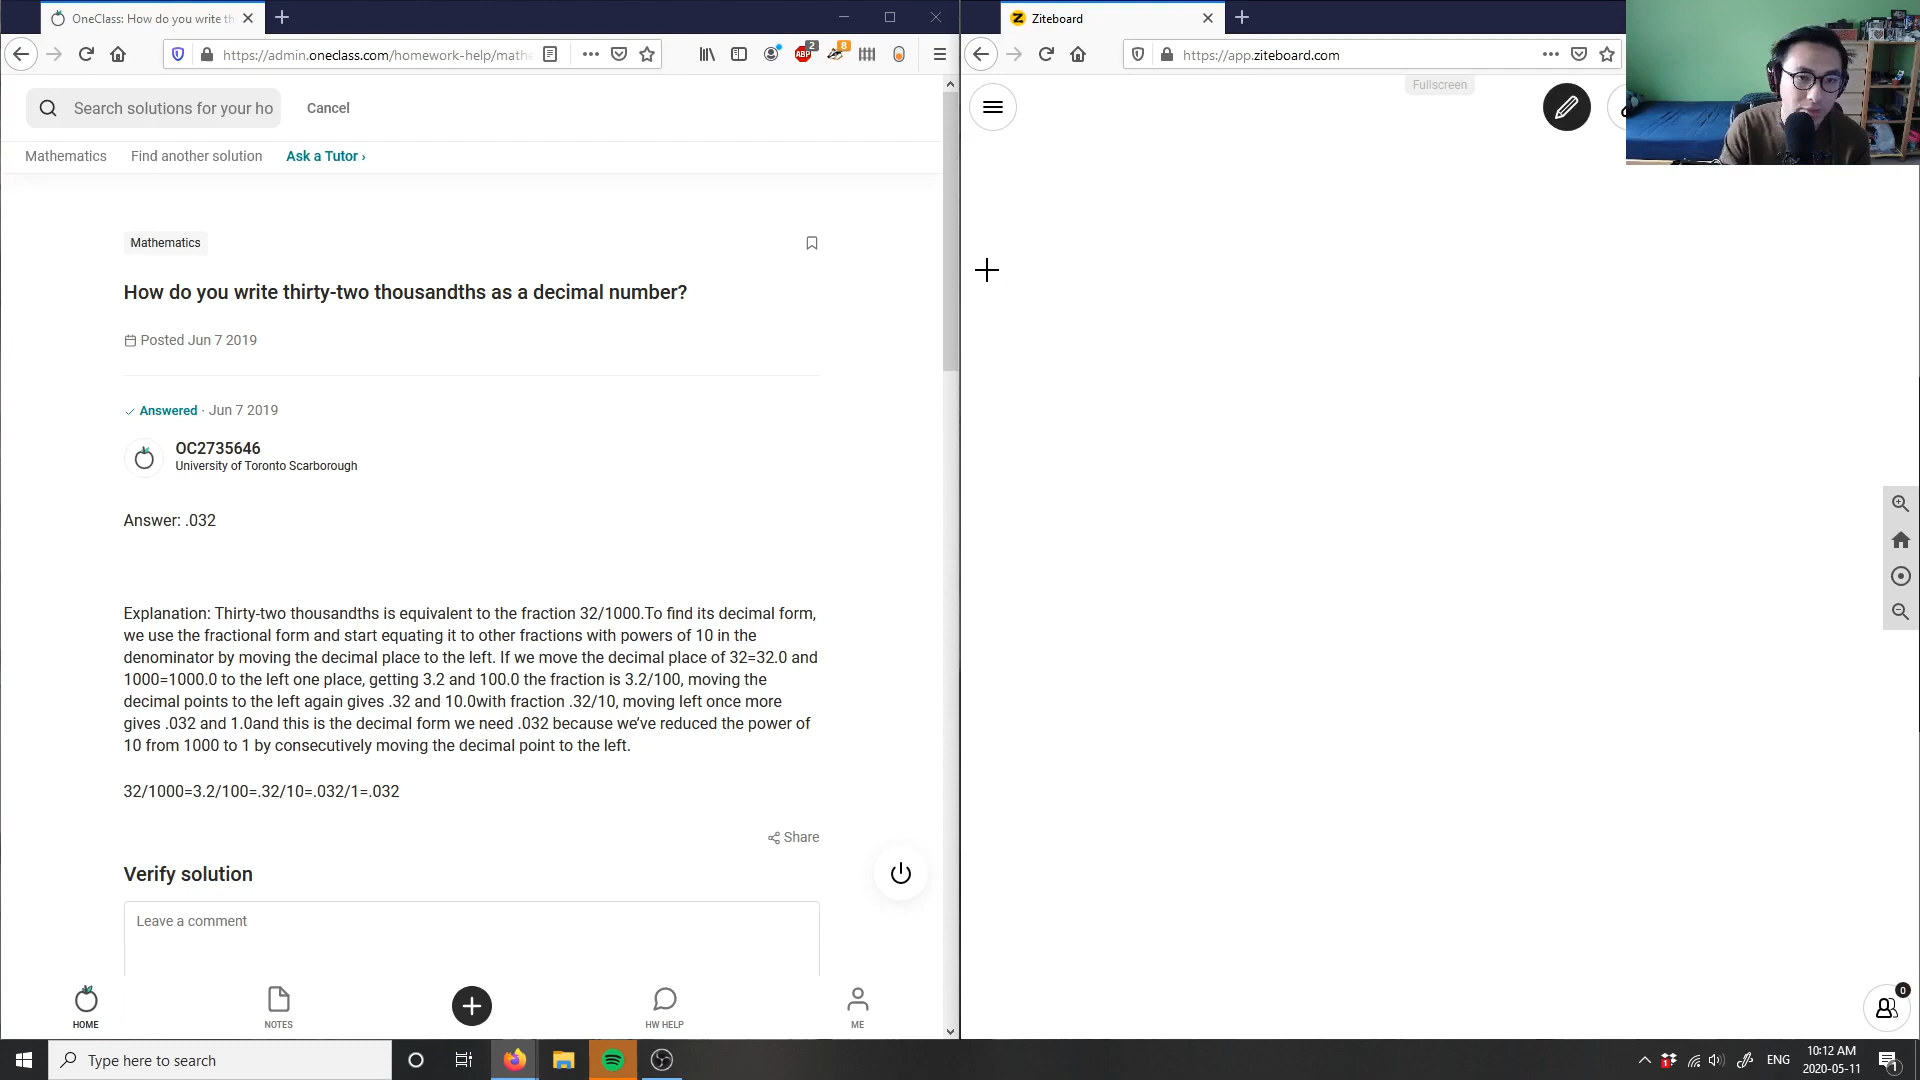 OneClass: How do you write th
Ziteboard
https://admin.oneclass.com/homework-help/mathe
ABP
2
8
https://app.ziteboard.com
Fullscreen
Search solutions for your ho
Cancel
Mathematics
Find another solution
Ask a Tutor ›
Mathematics
How do you write thirty-two thousandths as a decimal number?
Posted Jun 7 2019
Answered · Jun 7 2019
OC2735646
University of Toronto Scarborough
Answer: .032
Explanation: Thirty-two thousandths is equivalent to the fraction 32/1000.To find its decimal form,
we use the fractional form and start equating it to other fractions with powers of 10 in the
denominator by moving the decimal place to the left. If we move the decimal place of 32=32.0 and
1000=1000.0 to the left one place, getting 3.2 and 100.0 the fraction is 3.2/100, moving the
decimal points to the left again gives .32 and 10.0with fraction .32/10, moving left once more
gives .032 and 1.0and this is the decimal form we need .032 because we’ve reduced the power of
10 from 1000 to 1 by consecutively moving the decimal point to the left.
32/1000=3.2/100=.32/10=.032/1=.032
Share
Verify solution
Leave a comment
HOME
NOTES
HW HELP
ME
0
Type here to search
ENG
10:12 AM
2020-05-11
1